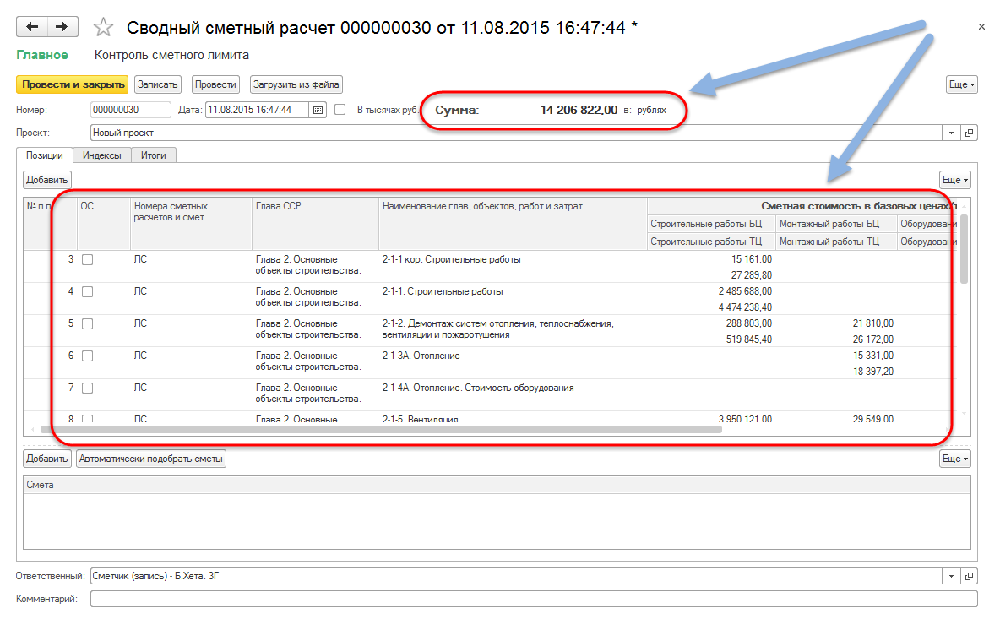 Сводный сметный расчет 000000030 от 11.08.2015 16:47:44 *
Главное Контроль сметного лимита
Провести и закрыть Записать Провести Загрузить из файла Еще
Номер: 000000030 Дата: 11.08.2015 16:47:44 В тысячах руб. Сумма: 14 206 822,00 в: рублях
Проект: Новый проект
Позиции Индексы Итоги
Добавить Еще
№ п.п ОС Номера сметных Глава ССР Наименование глав, объектов, работ и затрат Сметная стоимость в базовых ценах/т
расчетов и смет Строительные работы БЦ Монтажный работы БЦ Оборудовани
Строительные работы ТЦ Монтажный работы ТЦ Оборудовани
3 ЛС Глава 2. Основные 2-1-1 кор. Строительные работы 15 161,00
объекты строительства. 27 289,80
4 ЛС Глава 2. Основные 2-1-1. Строительные работы 2 485 688,00
объекты строительства. 4 474 238,40
5 ЛС Глава 2. Основные 2-1-2. Демонтаж систем отопления, теплоснабжения, 288 803,00 21 810,00
объекты строительства. вентиляции и пожаротушения 519 845,40 26 172,00
6 ЛС Глава 2. Основные 2-1-3А. Отопление 15 331,00
объекты строительства. 18 397,20
7 ЛС Глава 2. Основные 2-1-4А. Отопление. Стоимость оборудования
объекты строительства.
8 ЛС Глава 2. Основные 2-1-5. Вентиляция 3 950 121,00 29 549,00
Добавить Автоматически подобрать сметы Еще
Смета
Ответственный: Сметчик (запись) - Б.Хета. ЗГ
Комментарий: